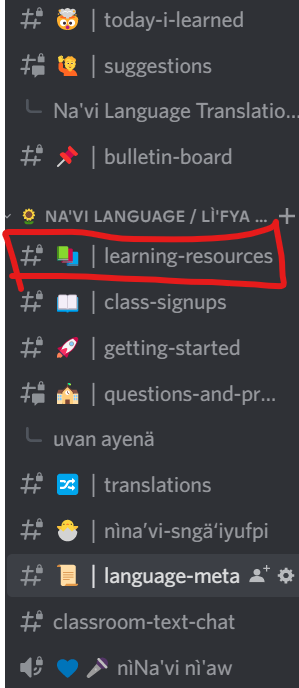 today-i-learned
suggestions
Na'vi Language Translatio...
bulletin-board
NA'VI LANGUAGE / LÌ'FYA ...
learning-resources
class-signups
getting-started
questions-and-pr...
uvan ayenä
translations
nìna’vi-sngä‘iyufpi
language-meta
classroom-text-chat
nìNa'vi nì'aw